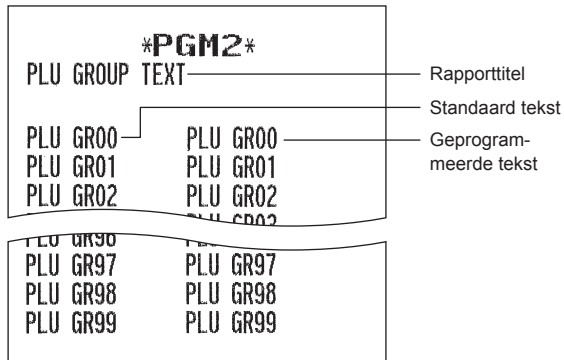 *PGM2*
PLU GROUP TEXT
Rapporttitel
Standaard tekst
PLU GR00 PLU GR00
Geprogram-
meerde tekst
PLU GR01 PLU GR01
PLU GR02 PLU GR02
PLU GR97 PLU GR97
PLU GR98 PLU GR98
PLU GR99 PLU GR99